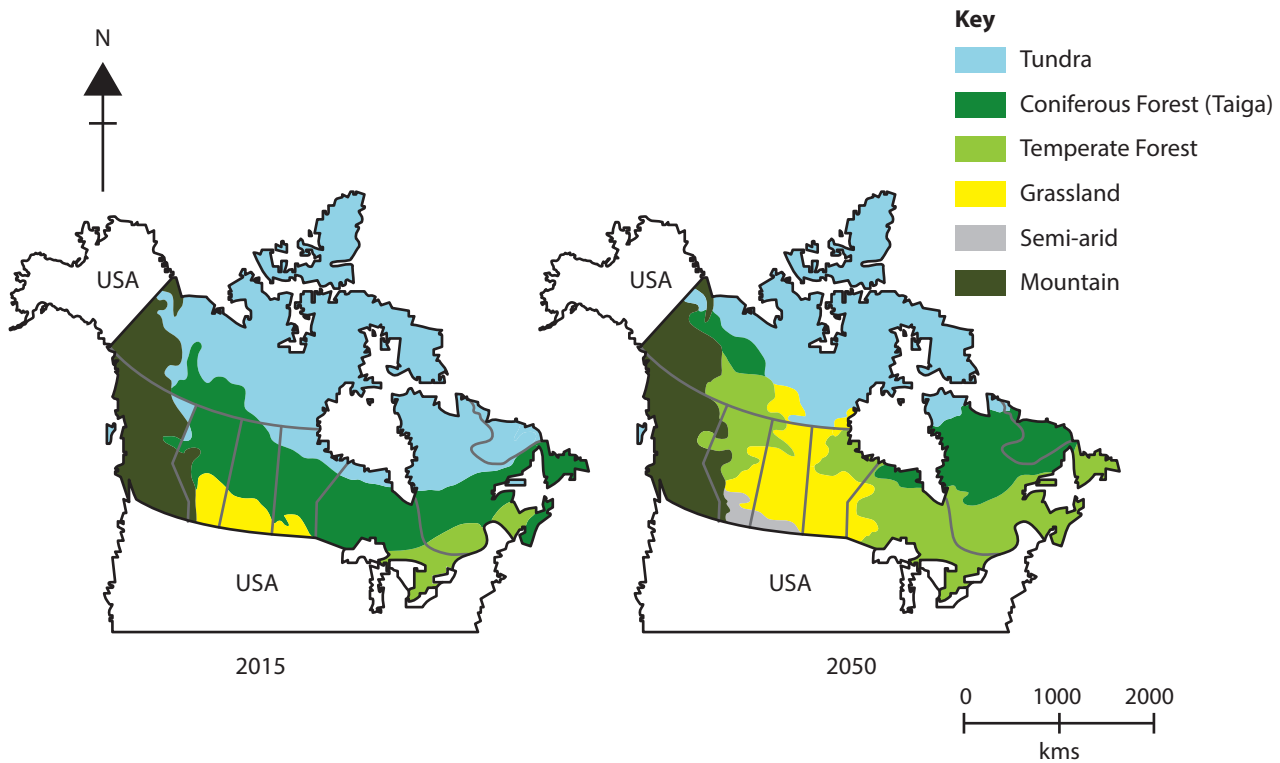 Key
N
Tundra
Coniferous Forest (Taiga)
Temperate Forest
Grassland
Semi-arid
Mountain
USA
USA
USA
USA
2015
2050
0 1000 2000
kms